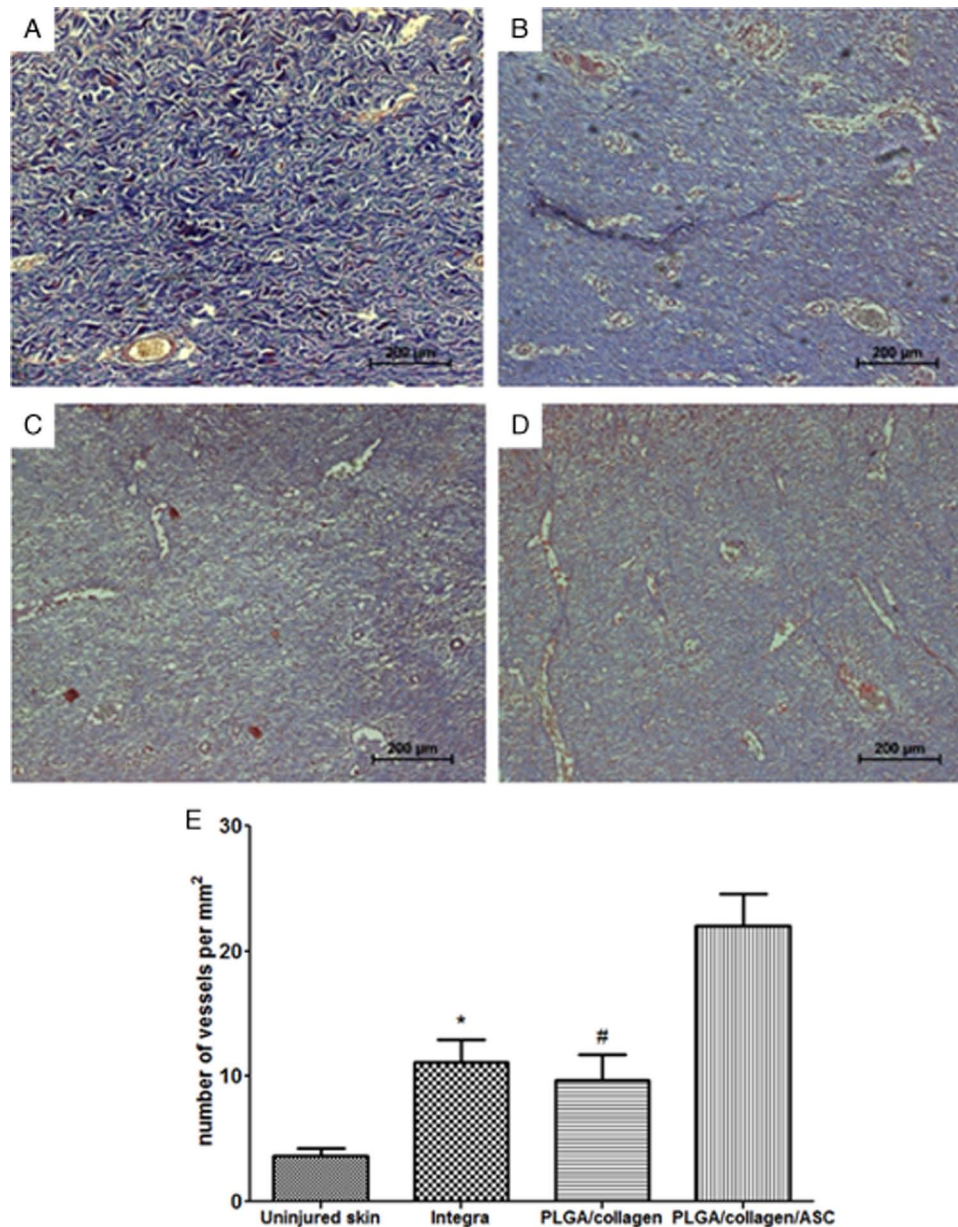 A
200 μm
B
200 μm
C
200 μm
D
200 μm
E
number of vessels per mm²
30
20
10
0
*
#
Uninjured skin
Integra
PLGA/collagen
PLGA/collagen/ASC